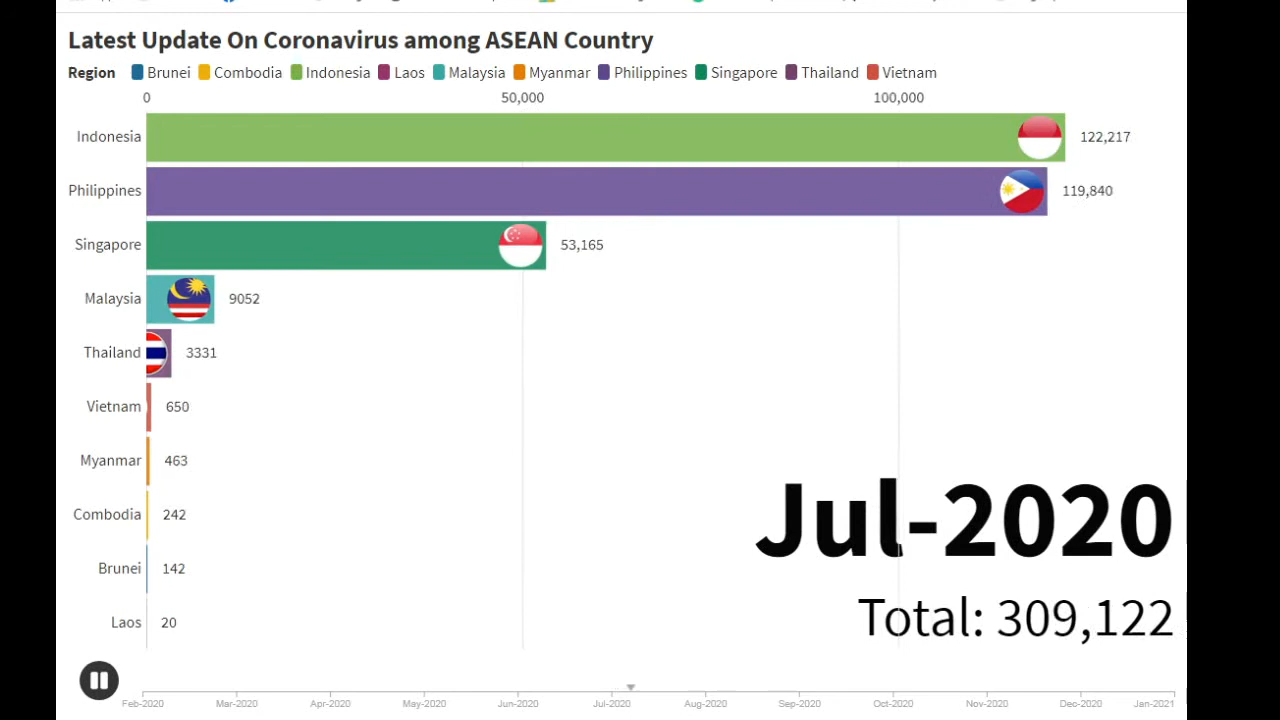 Latest Update On Coronavirus among ASEAN Country
Region Brunei Combodia Indonesia Laos Malaysia Myanmar Philippines Singapore Thailand Vietnam
0 50,000 100,000
Indonesia 122,217
Philippines 119,840
Singapore 53,165
Malaysia 9052
Thailand 3331
Vietnam 650
Myanmar 463
Combodia 242
Brunei 142
Laos 20
Jul-2020
Total: 309,122
Feb-2020 Mar-2020 Apr-2020 May-2020 Jun-2020 Jul-2020 Aug-2020 Sep-2020 Oct-2020 Nov-2020 Dec-2020 Jan-2021